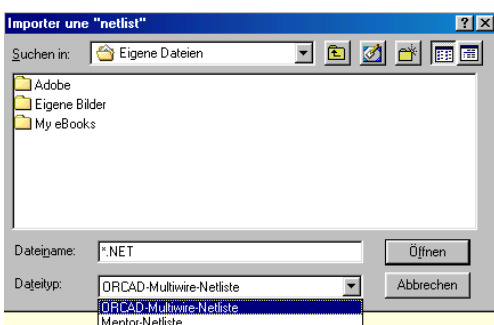 Importer une "netlist"
Suchen in: Eigene Dateien
Adobe
Eigene Bilder
My eBooks
Dateiname: *.NET Öffnen
Dateityp: ORCAD-Multiwire-Netliste Abbrechen
ORCAD-Multiwire-Netliste
Mentor-Netliste